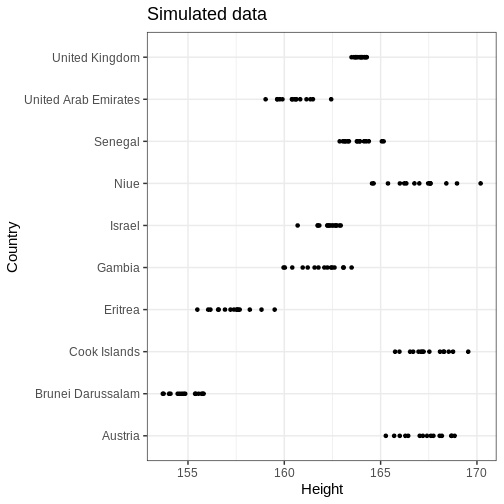 Simulated data
United Kingdom
United Arab Emirates
Senegal
Niue
Israel
Gambia
Eritrea
Cook Islands
Brunei Darussalam
Austria
Country
155 160 165 170
Height